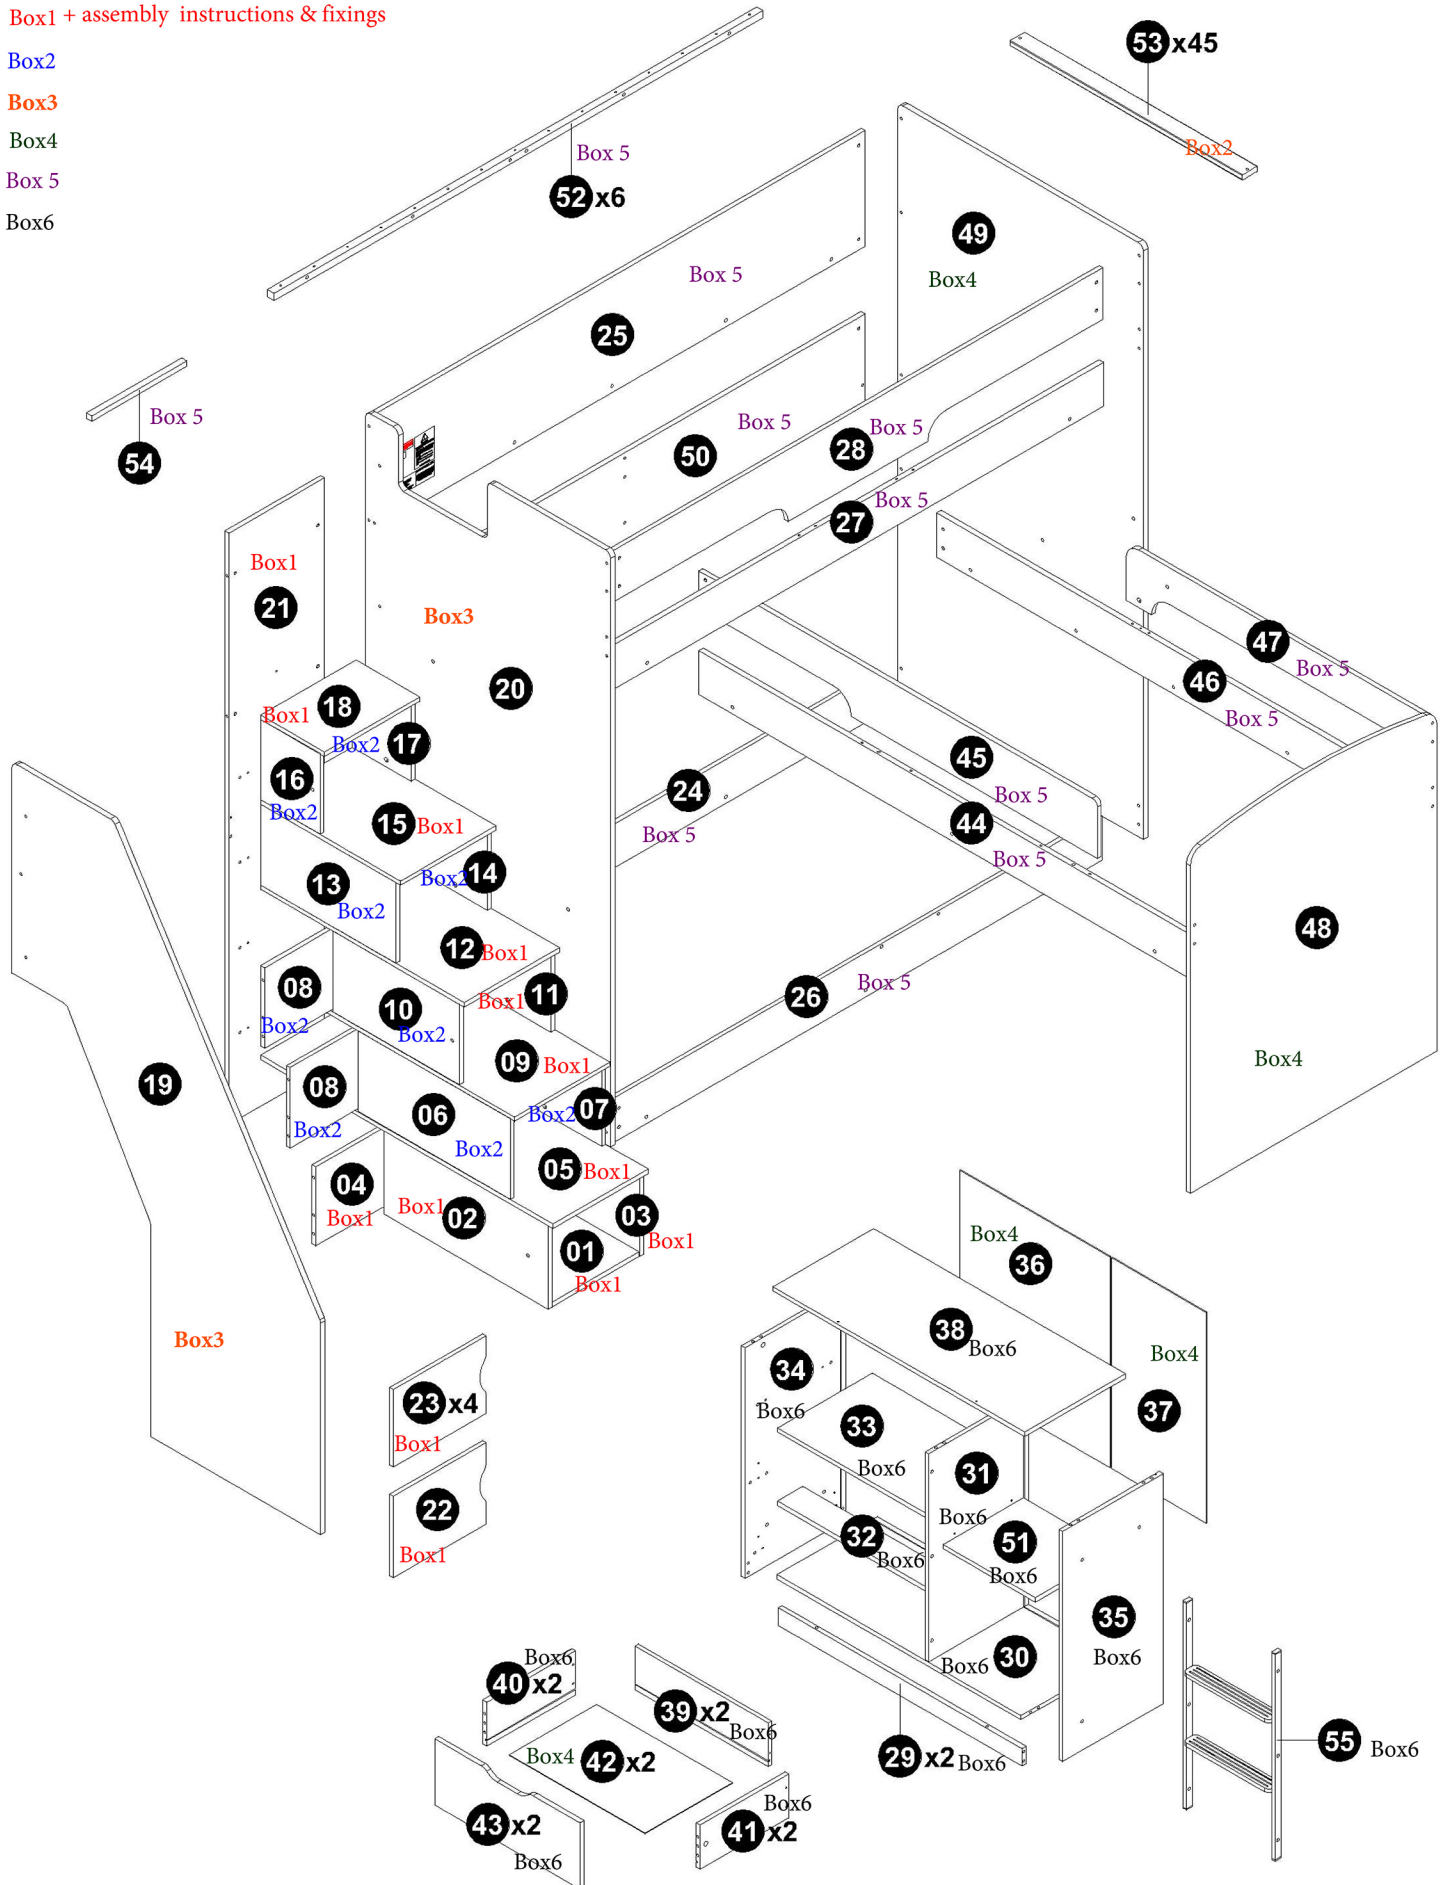 Box1 + assembly instructions & fixings
Box2
Box3
Box4
Box 5
Box6
53 x45
Box2
Box 5
52 x6
49
Box4
Box 5
25
Box 5
54
Box 5
50
Box 5
28
Box 5
27
Box1
21
Box3
20
47
Box 5
46
Box 5
18
Box1
17
Box2
16
Box2
45
Box 5
24
Box 5
44
Box 5
15
Box1
14
Box2
13
Box2
48
Box4
12
Box1
11
Box1
08
Box2
10
Box2
26
Box 5
09
Box1
19
Box3
08
Box2
06
Box2
07
Box2
05
Box1
04
Box1
02
Box1
03
Box1
01
Box1
Box4
36
38
Box6
Box4
37
34
Box6
33
Box6
23 x4
Box1
31
Box6
22
Box1
32
Box6
51
Box6
35
Box6
30
Box6
Box6
40 x2
39 x2
Box6
Box4
42 x2
29 x2
Box6
55
Box6
43 x2
Box6
Box6
41 x2